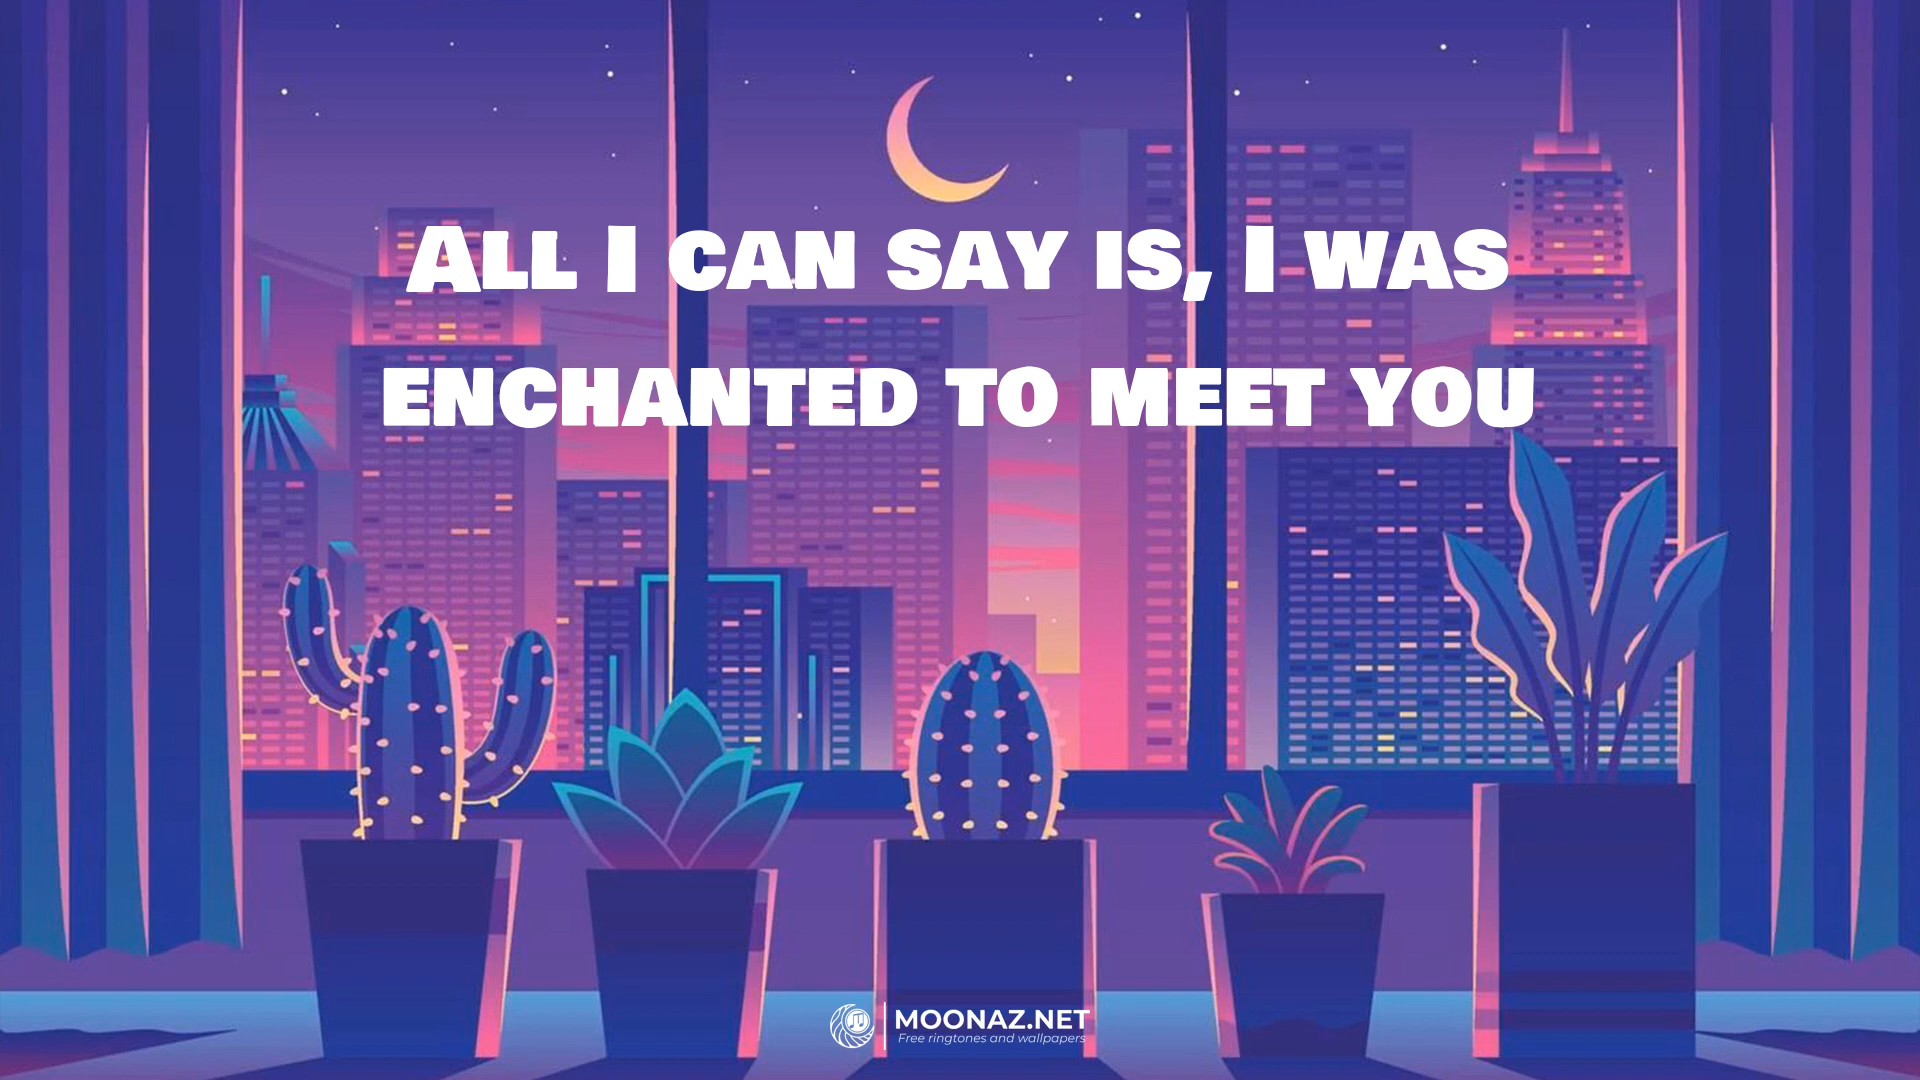 All I can say is, I was
enchanted to meet you
MOONAZ.NET
Free ringtones and wallpapers